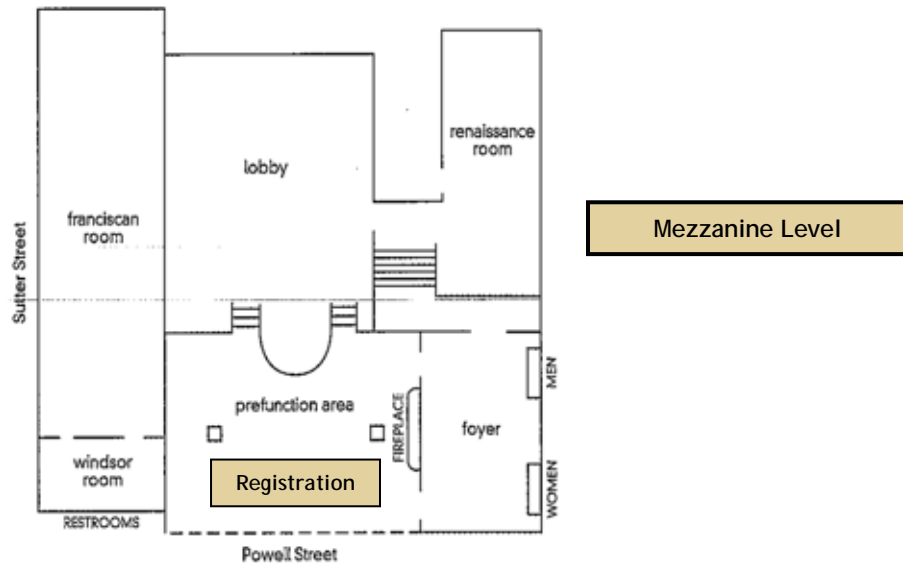 renaissance
room
lobby
franciscan
room
Mezzanine Level
Sutter Street
prefunction area
FIREPLACE
foyer
MEN
windsor
room
Registration
WOMEN
RESTROOMS
Powell Street